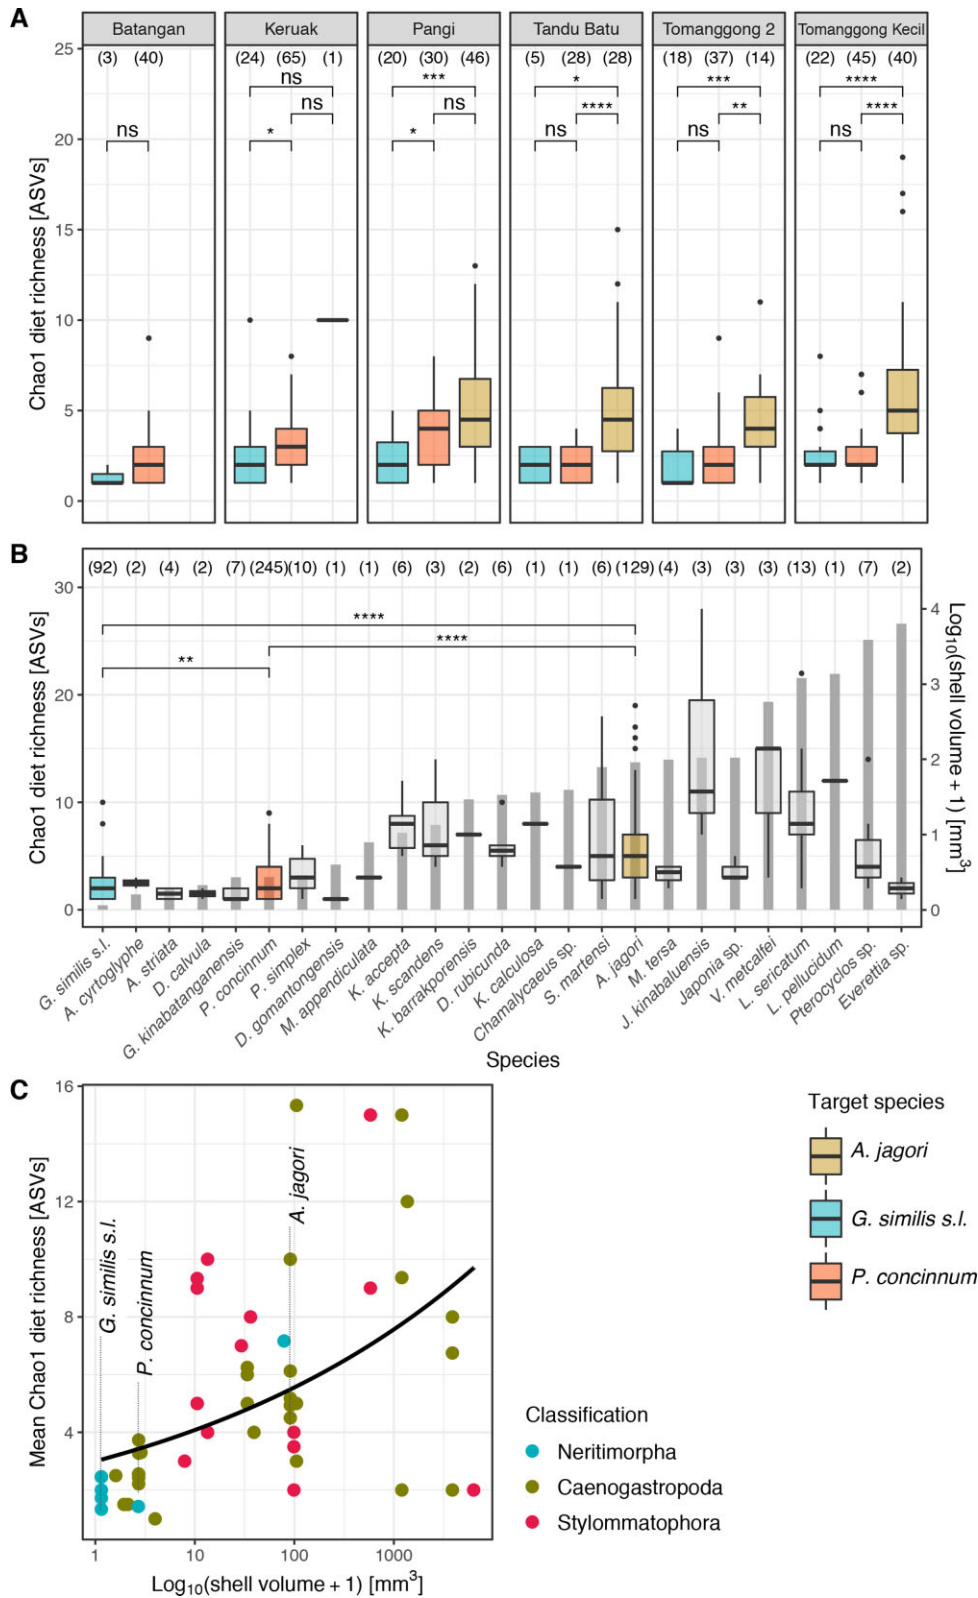 A
Batangan
Keruak
Pangi
Tandu Batu
Tomanggong 2
Tomanggong Kecil
25
(3) (40)
(24) (65) (1)
(20) (30) (46)
(5) (28) (28)
(18) (37) (14)
(22) (45) (40)
ns
***
*
***
****
ns
ns
****
**
****
20
ns
*
*
ns
ns
ns
15
10
5
0
Chao1 diet richness [ASVs]
B
(92) (2) (4) (2) (7) (245) (10) (1) (1) (6) (3) (2) (6) (1) (1) (6) (129) (4) (3) (3) (3) (13) (1) (7) (2)
30
****
****
**
20
10
0
4
3
2
1
0
Chao1 diet richness [ASVs]
Log10(shell volume + 1) [mm3]
G. similis s.l.
A. cyrtoglyphe
A. striata
D. calvula
G. kinabatanganensis
P. concinnum
P. simplex
D. gomantongensis
M. appendiculata
K. accepta
K. scandens
K. barrakporensis
D. rubicunda
K. calculosa
Chamalycaeus sp.
S. martensi
A. jagori
M. tersa
J. kinabaluensis
Japonia sp.
V. metcalfei
L. sericatum
L. pellucidum
Pterocyclos sp.
Everettia sp.
Species
C
16
12
8
4
Mean Chao1 diet richness [ASVs]
G. similis s.l.
P. concinnum
A. jagori
1
10
100
1000
Log10(shell volume + 1) [mm3]
Target species
A. jagori
G. similis s.l.
P. concinnum
Classification
Neritimorpha
Caenogastropoda
Stylommatophora